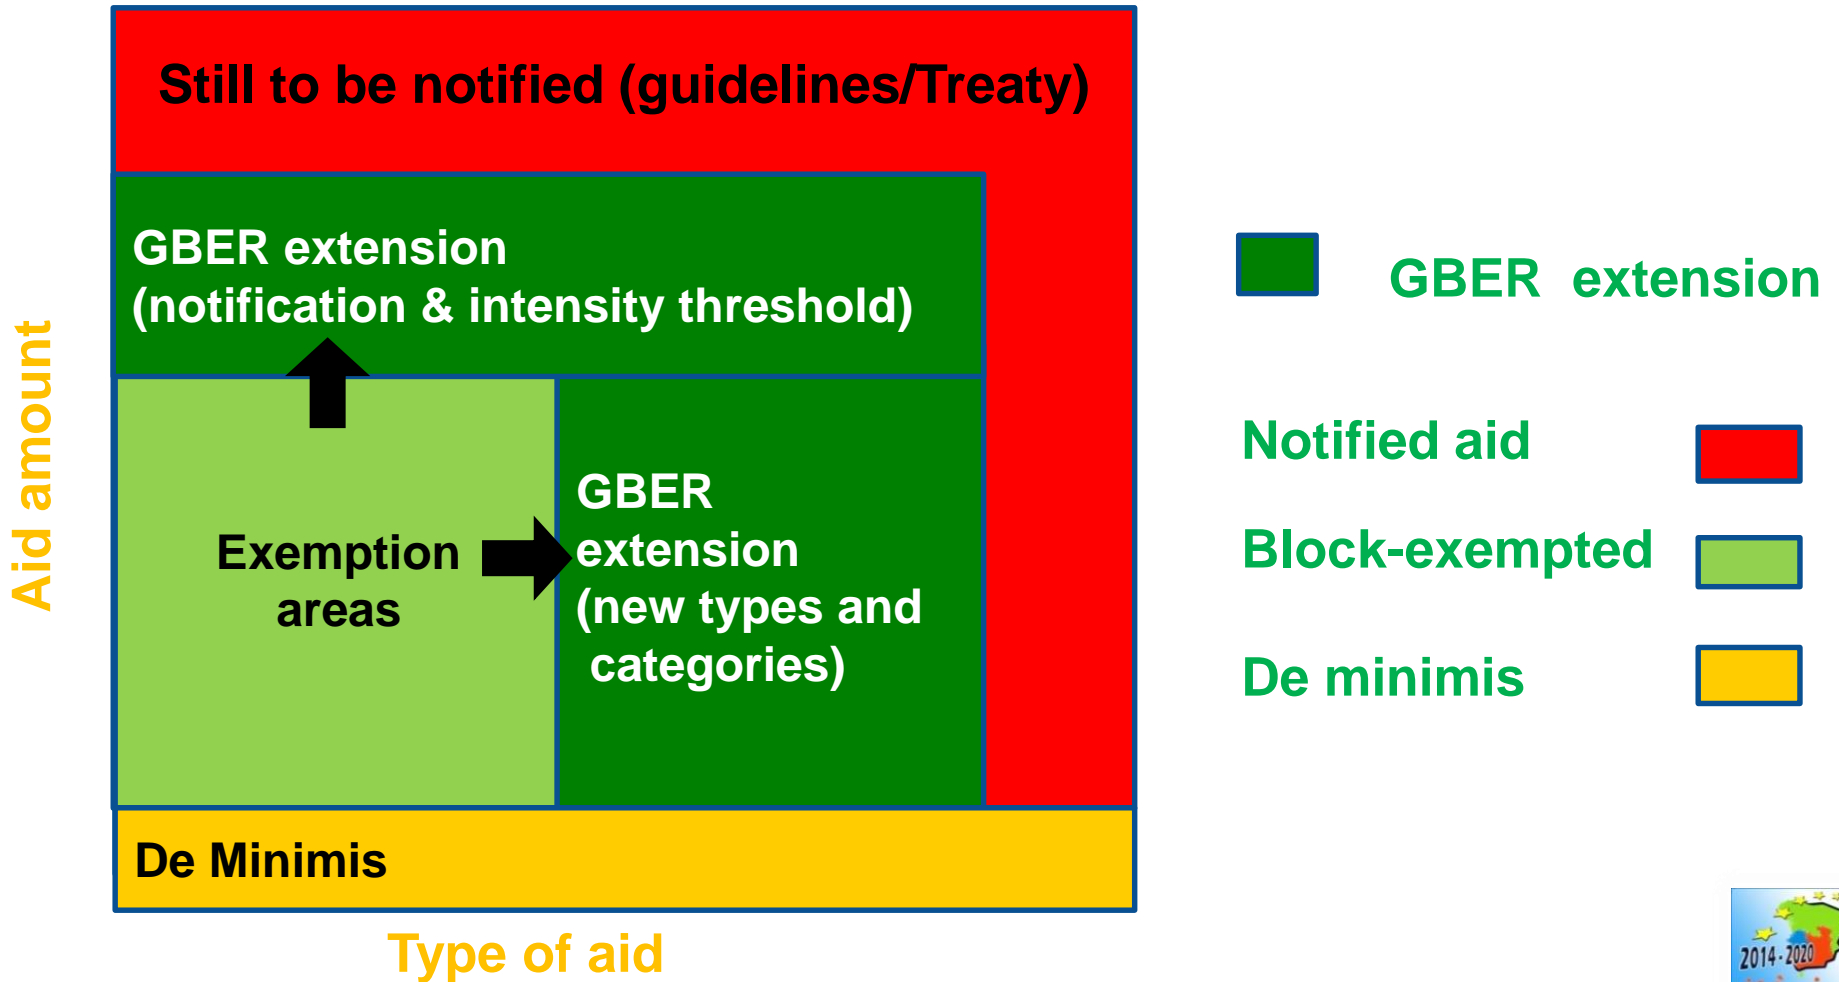 Still to be notified (guidelines/Treaty)
GBER extension
(notification & intensity threshold)
Exemption
areas
GBER
extension
(new types and
categories)
De Minimis
Aid amount
Type of aid
GBER extension
Notified aid
Block-exempted
De minimis
2014-2020